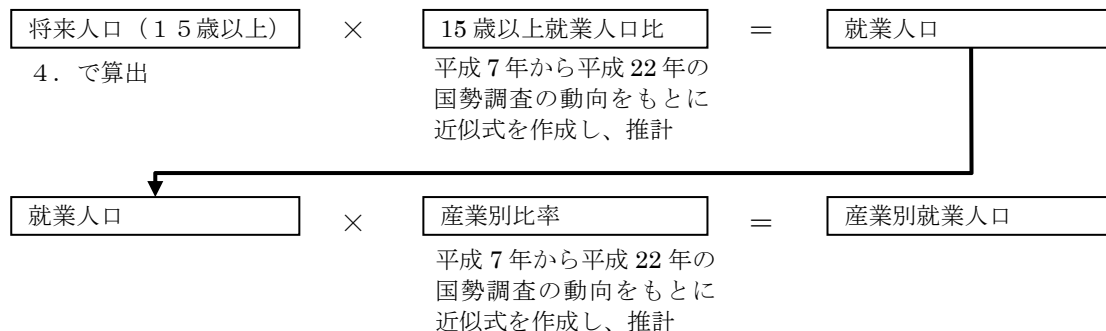 将来人口（１５歳以上） × 15歳以上就業人口比 ＝ 就業人口
４．で算出
平成7年から平成22年の
国勢調査の動向をもとに
近似式を作成し、推計
就業人口 × 産業別比率 ＝ 産業別就業人口
平成7年から平成22年の
国勢調査の動向をもとに
近似式を作成し、推計